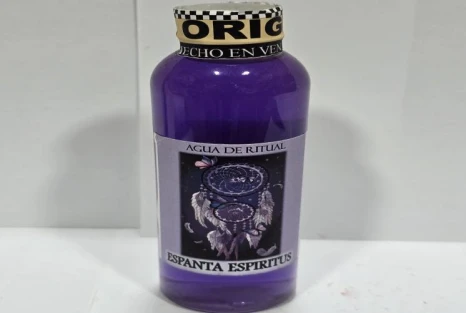 ORIG
HECHO EN VEN
AGUA DE RITUAL
ESPANTA ESPIRITUS